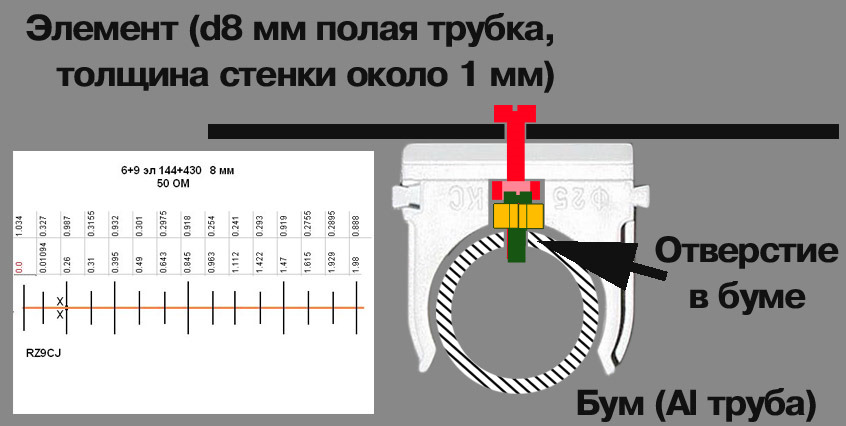 Элемент (d8 мм полая трубка,
толщина стенки около 1 мм)
6+9 эл 144+430 8 мм
50 ОМ
1.034 0.327 0.987 0.3155 0.932 0.301 0.2975 0.918 0.254 0.241 0.293 0.919 0.2755 0.2895 0.888
0.0 0.01094 0.26 0.31 0.395 0.49 0.643 0.845 0.963 1.112 1.422 1.47 1.615 1.929 1.98
X
X
RZ9CJ
Отверстие
в буме
Бум (Al труба)